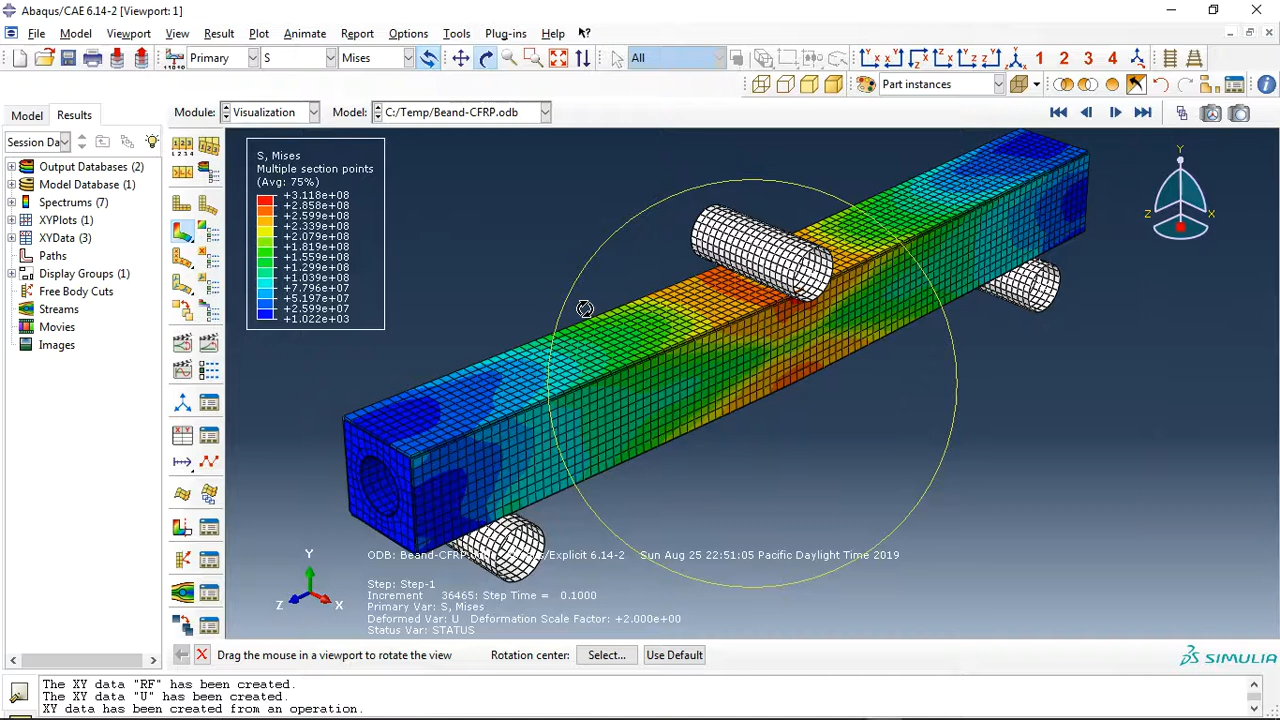 Abaqus/CAE 6.14-2 [Viewport: 1]
File Model Viewport View Result Plot Animate Report Options Tools Plug-ins Help
Primary S Mises All 1 2 3 4
Part instances
Model Results Module: Visualization Model: C:/Temp/Beand-CFRP.odb
Session Da
Output Databases (2)
Model Database (1)
Spectrums (7)
XYPlots (1)
XYData (3)
Paths
Display Groups (1)
Free Body Cuts
Streams
Movies
Images
S, Mises
Multiple section points
(Avg: 75%)
+3.118e+08
+2.858e+08
+2.599e+08
+2.339e+08
+2.079e+08
+1.819e+08
+1.559e+08
+1.299e+08
+1.039e+08
+7.796e+07
+5.197e+07
+2.599e+07
+1.022e+03
Y
Z X
Y
Z X
ODB: Beand-CFRP. /Explicit 6.14-2 Sun Aug 25 22:51:05 Pacific Daylight Time 2019
Step: Step-1
Increment 36465: Step Time = 0.1000
Primary Var: S, Mises
Deformed Var: U Deformation Scale Factor: +2.000e+00
Status Var: STATUS
Drag the mouse in a viewport to rotate the view Rotation center: Select... Use Default
SIMULIA
The XY data "RF" has been created.
The XY data "U" has been created.
XY data has been created from an operation.